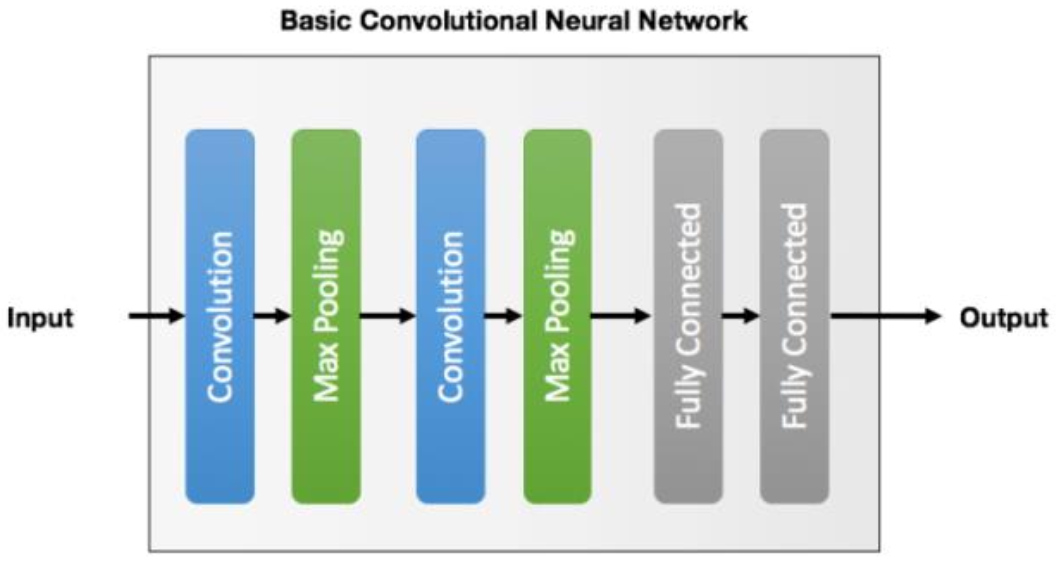 Basic Convolutional Neural Network
Input
Convolution
Max Pooling
Convolution
Max Pooling
Fully Connected
Fully Connected
Output